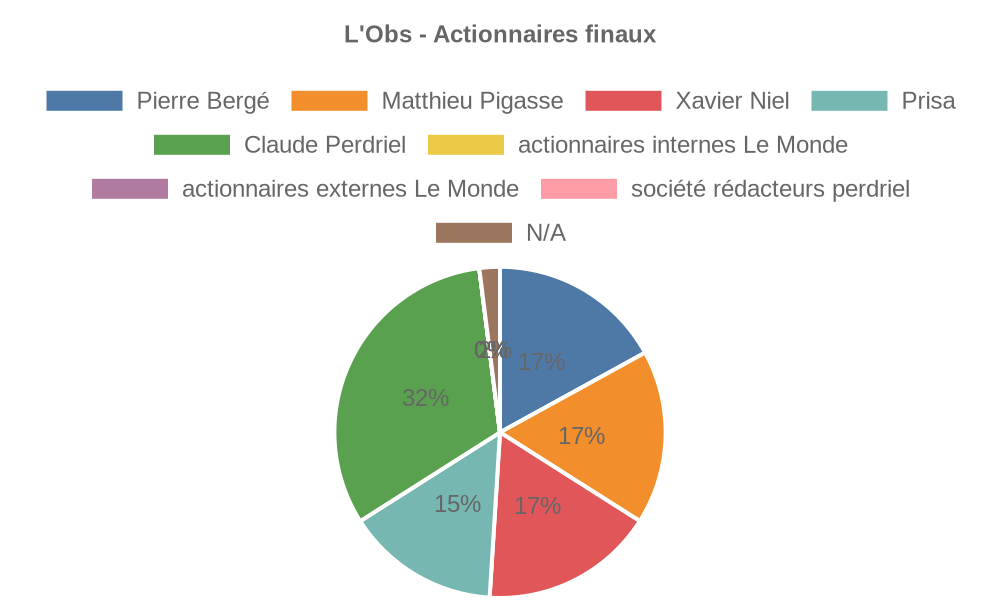 L'Obs - Actionnaires finaux
Pierre Bergé Matthieu Pigasse Xavier Niel Prisa
Claude Perdriel actionnaires internes Le Monde
actionnaires externes Le Monde société rédacteurs perdriel
N/A
17%
32%
17%
15%
17%